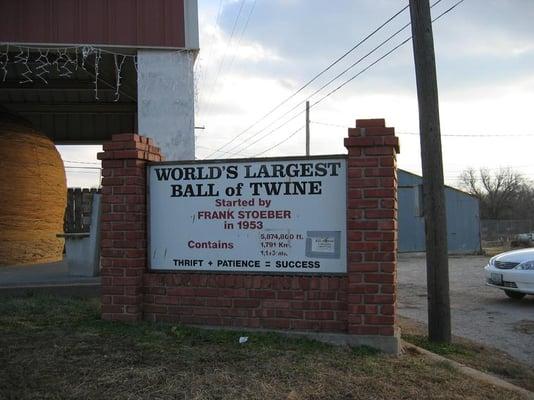 WORLD'S LARGEST
BALL of TWINE
Started by
FRANK STOEBER
in 1953
Contains
THRIFT + PATIENCE = SUCCESS